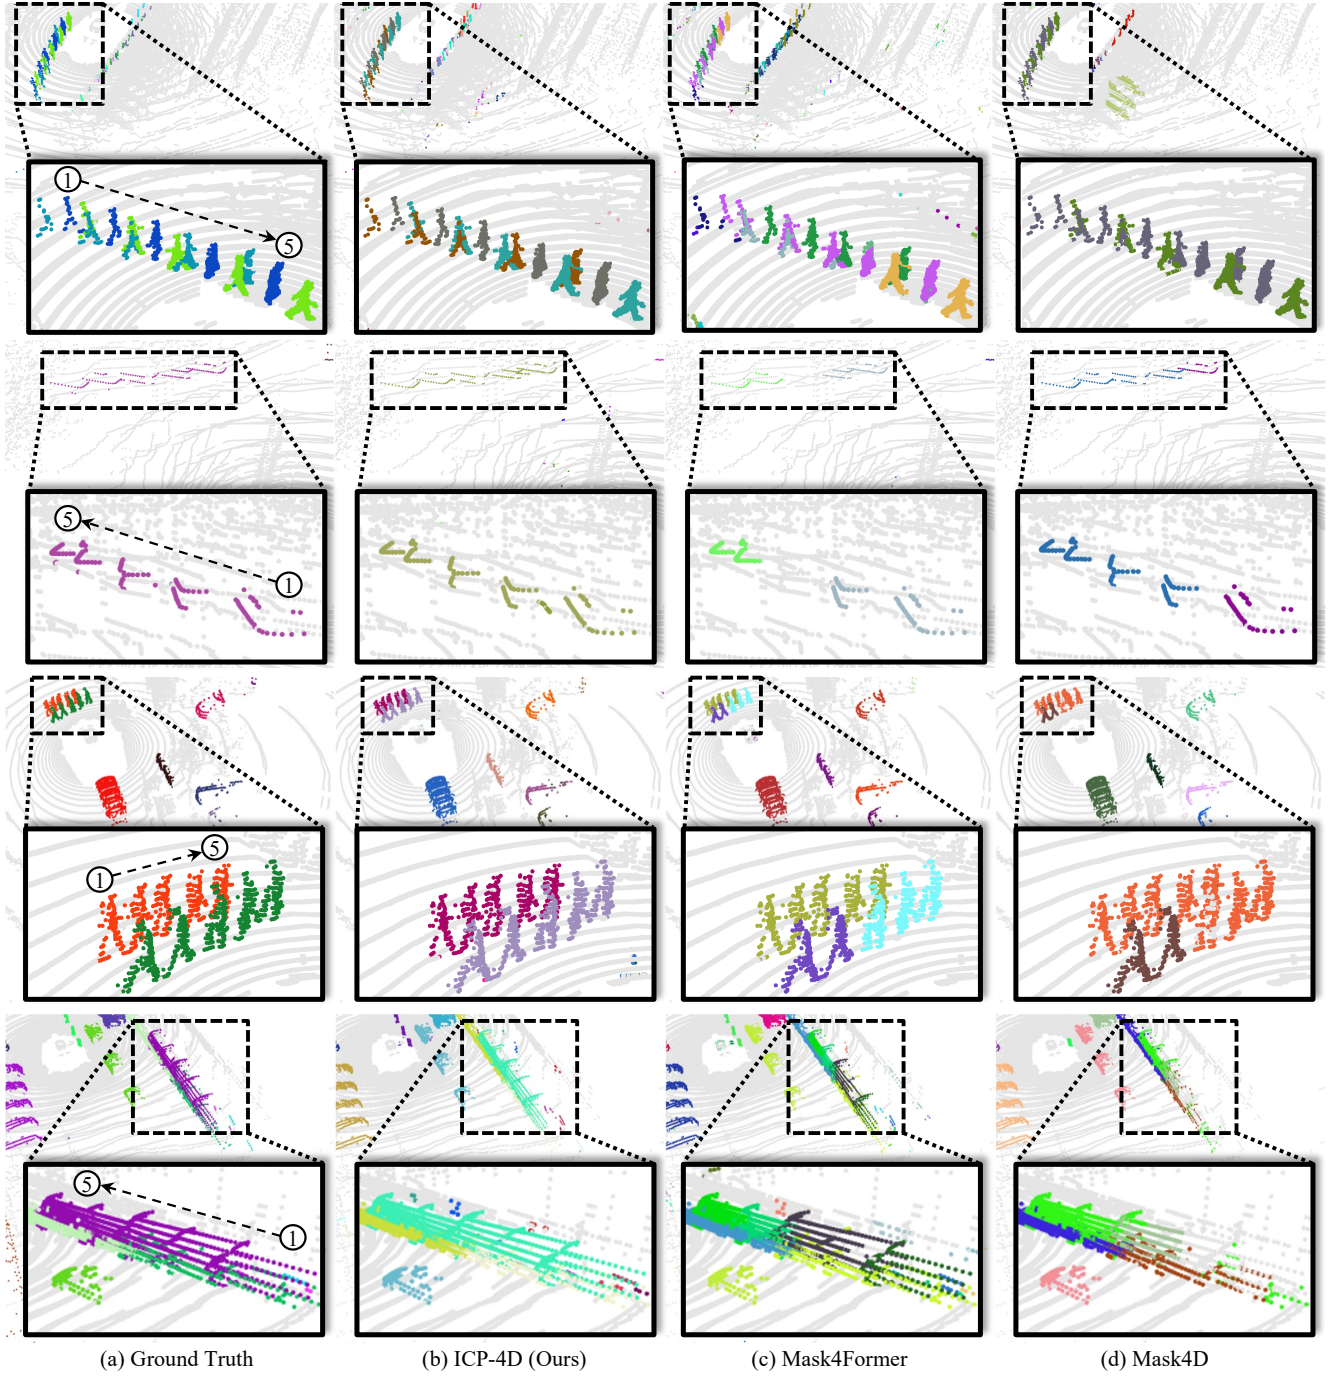 ①
⑤
⑤
①
①
⑤
⑤
①
(a) Ground Truth
(b) ICP-4D (Ours)
(c) Mask4Former
(d) Mask4D